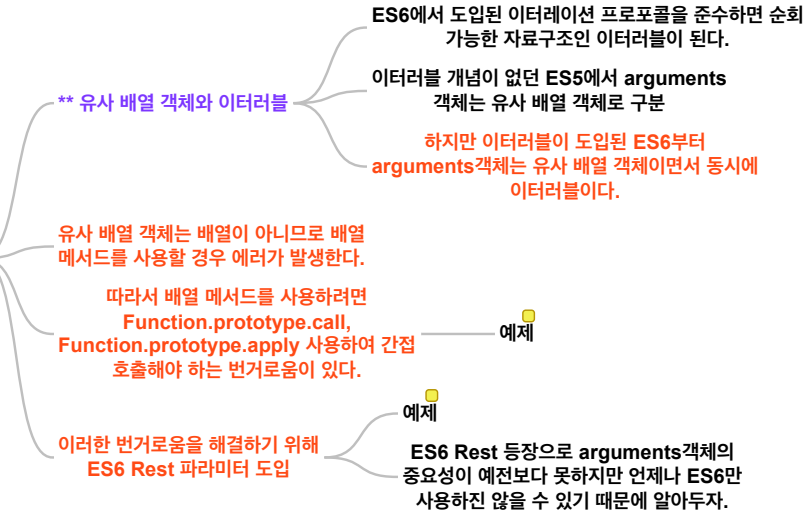 ES6에서 도입된 이터레이션 프로포콜을 준수하면 순회
가능한 자료구조인 이터러블이 된다.
** 유사 배열 객체와 이터러블
이터러블 개념이 없던 ES5에서 arguments
객체는 유사 배열 객체로 구분
하지만 이터러블이 도입된 ES6부터
arguments객체는 유사 배열 객체이면서 동시에
이터러블이다.
유사 배열 객체는 배열이 아니므로 배열
메서드를 사용할 경우 에러가 발생한다.
따라서 배열 메서드를 사용하려면
Function.prototype.call,
Function.prototype.apply 사용하여 간접
호출해야 하는 번거로움이 있다.
예제
이러한 번거로움을 해결하기 위해
ES6 Rest 파라미터 도입
예제
ES6 Rest 등장으로 arguments객체의
중요성이 예전보다 못하지만 언제나 ES6만
사용하진 않을 수 있기 때문에 알아두자.